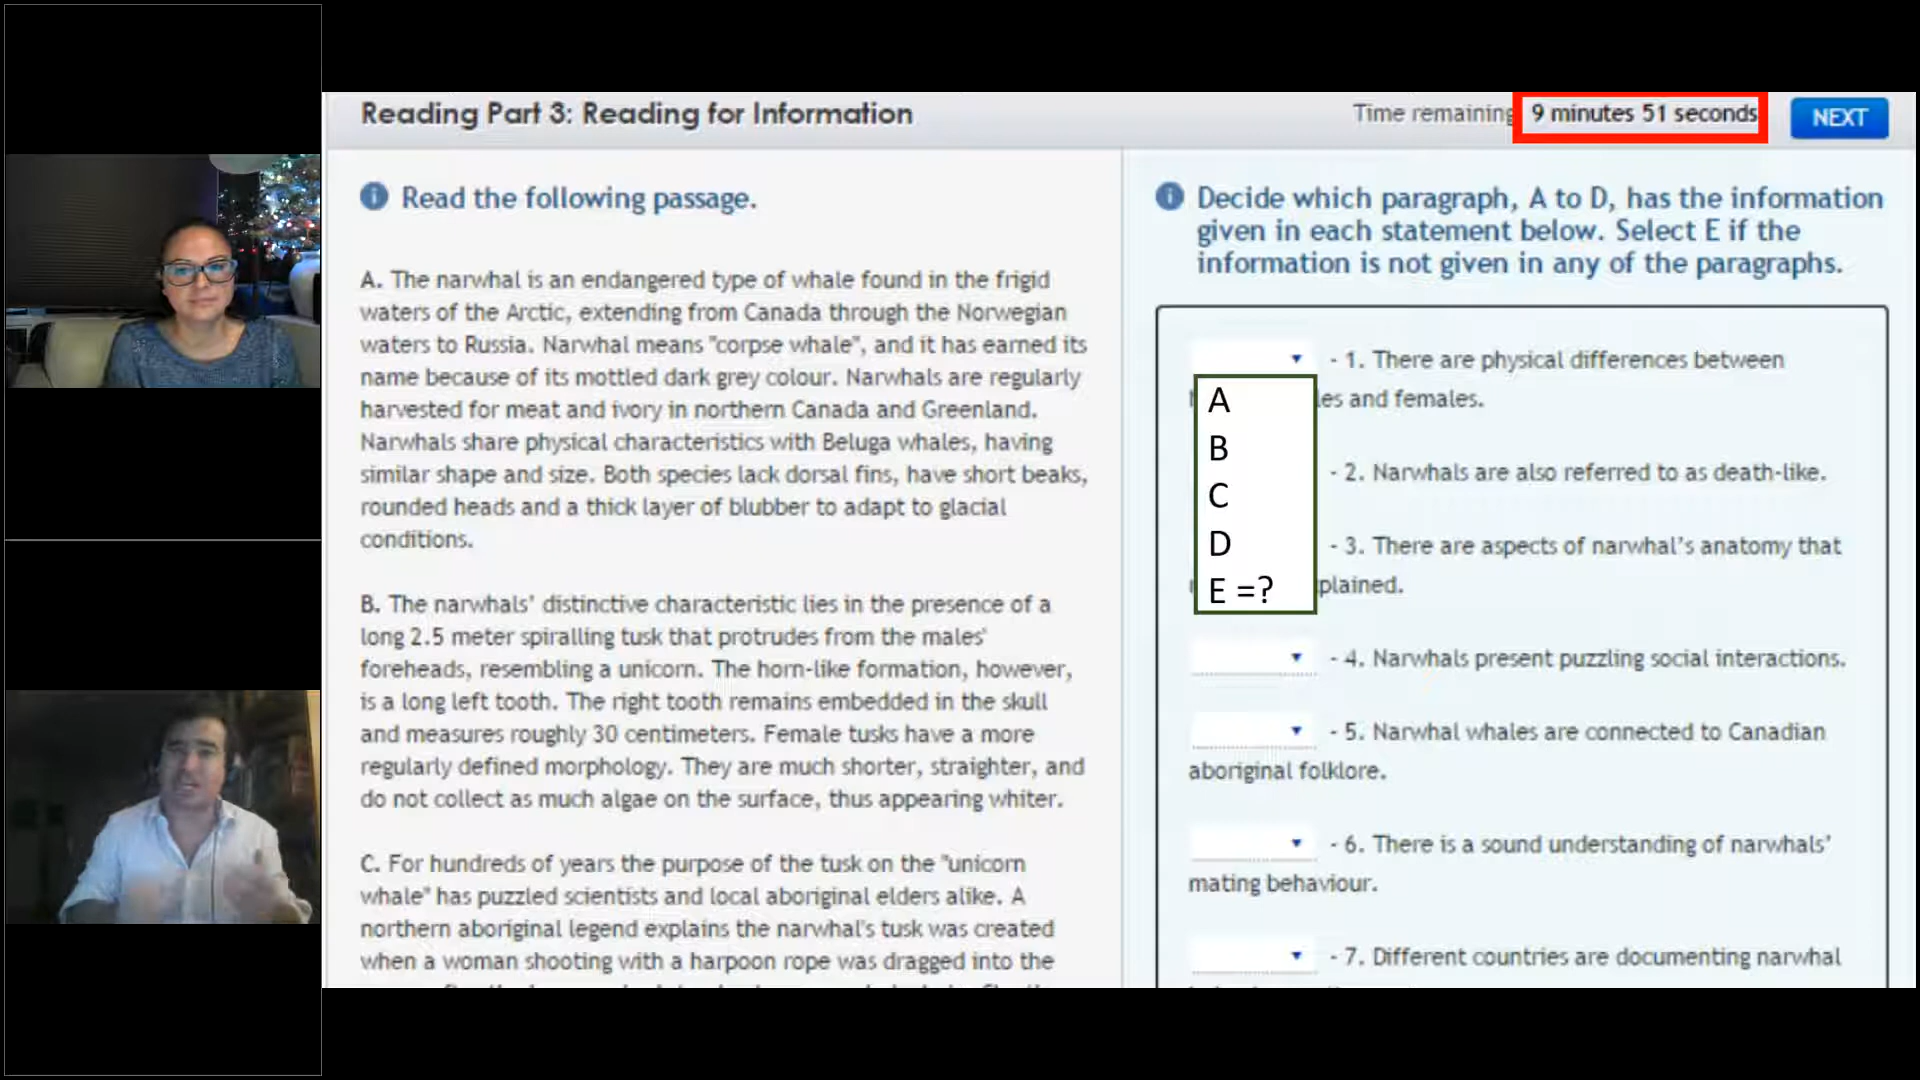 Reading Part 3: Reading for Information
Time remaining 9 minutes 51 seconds
NEXT
Read the following passage.
A. The narwhal is an endangered type of whale found in the frigid
waters of the Arctic, extending from Canada through the Norwegian
waters to Russia. Narwhal means "corpse whale", and it has earned its
name because of its mottled dark grey colour. Narwhals are regularly
harvested for meat and ivory in northern Canada and Greenland.
Narwhals share physical characteristics with Beluga whales, having
similar shape and size. Both species lack dorsal fins, have short beaks,
rounded heads and a thick layer of blubber to adapt to glacial
conditions.
B. The narwhals' distinctive characteristic lies in the presence of a
long 2.5 meter spiralling tusk that protrudes from the males'
foreheads, resembling a unicorn. The horn-like formation, however,
is a long left tooth. The right tooth remains embedded in the skull
and measures roughly 30 centimeters. Female tusks have a more
regularly defined morphology. They are much shorter, straighter, and
do not collect as much algae on the surface, thus appearing whiter.
C. For hundreds of years the purpose of the tusk on the "unicorn
whale" has puzzled scientists and local aboriginal elders alike. A
northern aboriginal legend explains the narwhal's tusk was created
when a woman shooting with a harpoon rope was dragged into the
Decide which paragraph, A to D, has the information
given in each statement below. Select E if the
information is not given in any of the paragraphs.
- 1. There are physical differences between
les and females.
A
B
C
D
E =?
- 2. Narwhals are also referred to as death-like.
- 3. There are aspects of narwhal's anatomy that
plained.
- 4. Narwhals present puzzling social interactions.
- 5. Narwhal whales are connected to Canadian
aboriginal folklore.
- 6. There is a sound understanding of narwhals'
mating behaviour.
- 7. Different countries are documenting narwhal